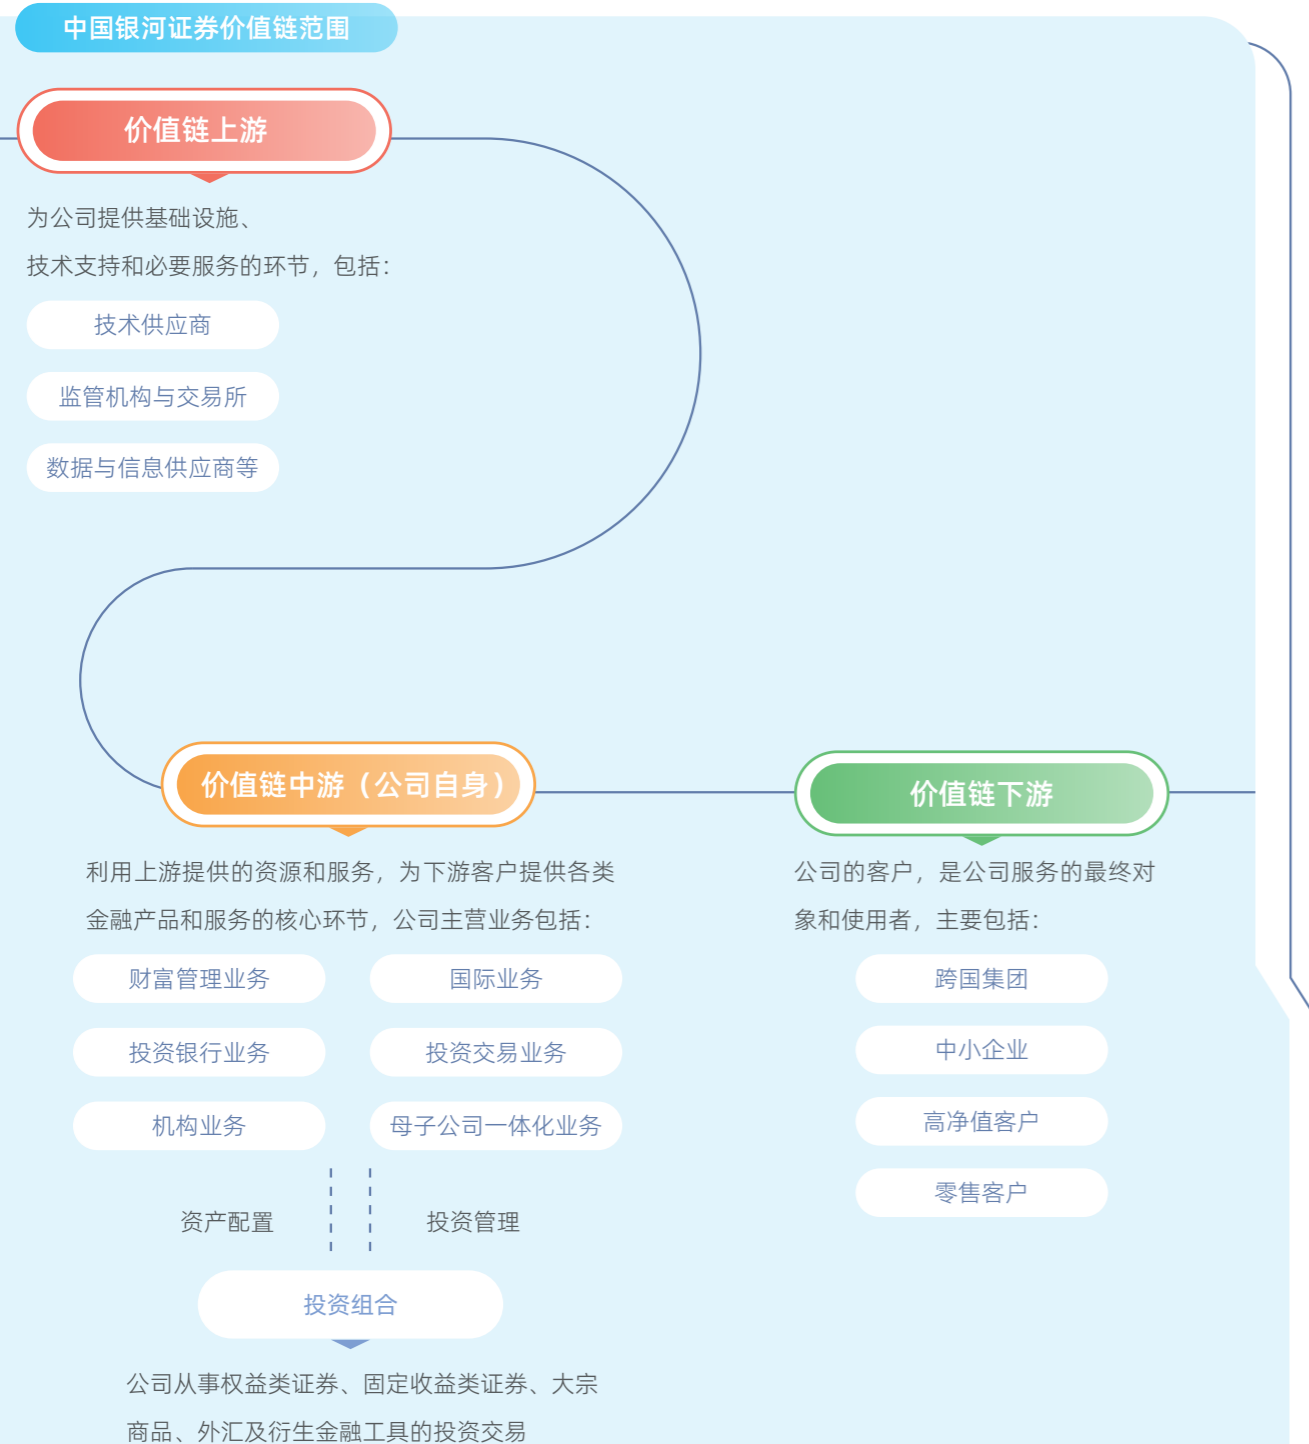 中国银河证券价值链范围
价值链上游
为公司提供基础设施、
技术支持和必要服务的环节，包括：
技术供应商
监管机构与交易所
数据与信息供应商等
价值链中游（公司自身）
利用上游提供的资源和服务，为下游客户提供各类
金融产品和服务的核心环节，公司主营业务包括：
财富管理业务
国际业务
投资银行业务
投资交易业务
机构业务
母子公司一体化业务
资产配置
投资管理
投资组合
公司从事权益类证券、固定收益类证券、大宗
商品、外汇及衍生金融工具的投资交易
价值链下游
公司的客户，是公司服务的最终对
象和使用者，主要包括：
跨国集团
中小企业
高净值客户
零售客户